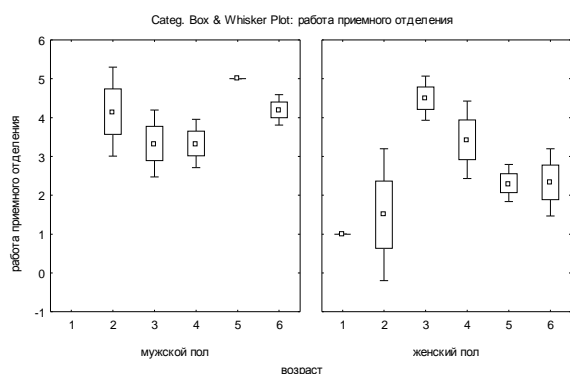 Categ. Box & Whisker Plot: работа приемного отделения
работа приемного отделения
6
5
4
3
2
1
0
-1
1 2 3 4 5 6
мужской пол
1 2 3 4 5 6
женский пол
возраст